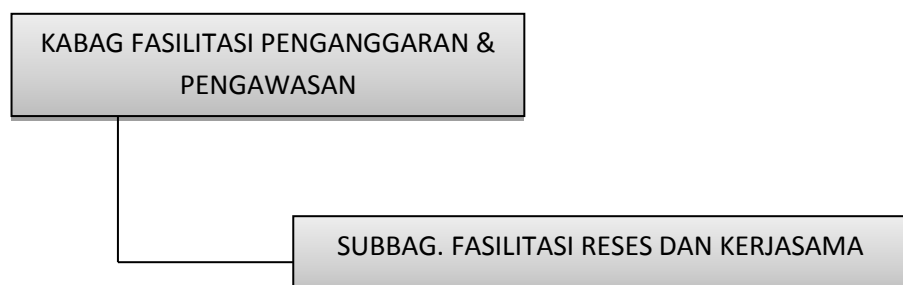 KABAG FASILITASI PENGANGGARAN &
PENGAWASAN
SUBBAG. FASILITASI RESES DAN KERJASAMA